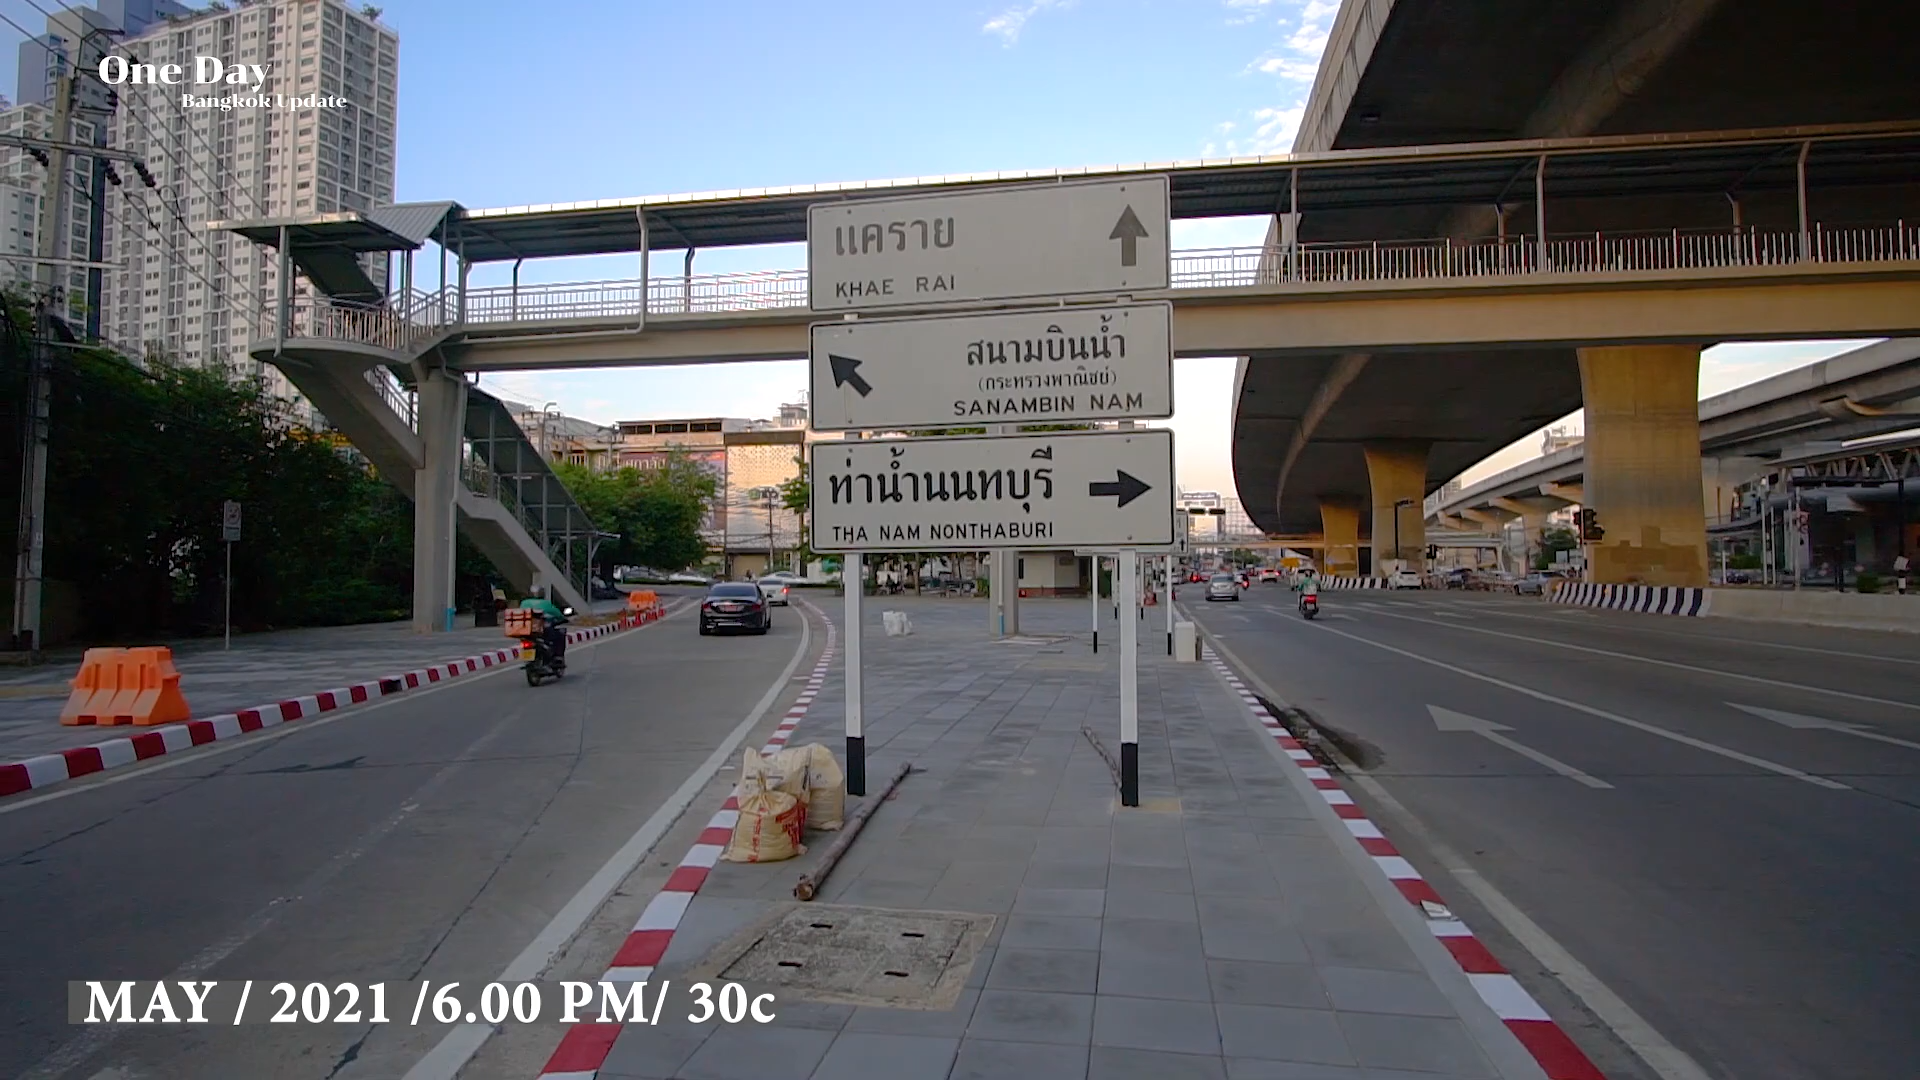 One Day
Bangkok Update
แคราย
KHAE RAI
สนามบินน้ำ
(กระทรวงพาณิชย์)
SANAMBIN NAM
ท่าน้ำนนทบุรี
THA NAM NONTHABURI
MAY / 2021 /6.00 PM/ 30c